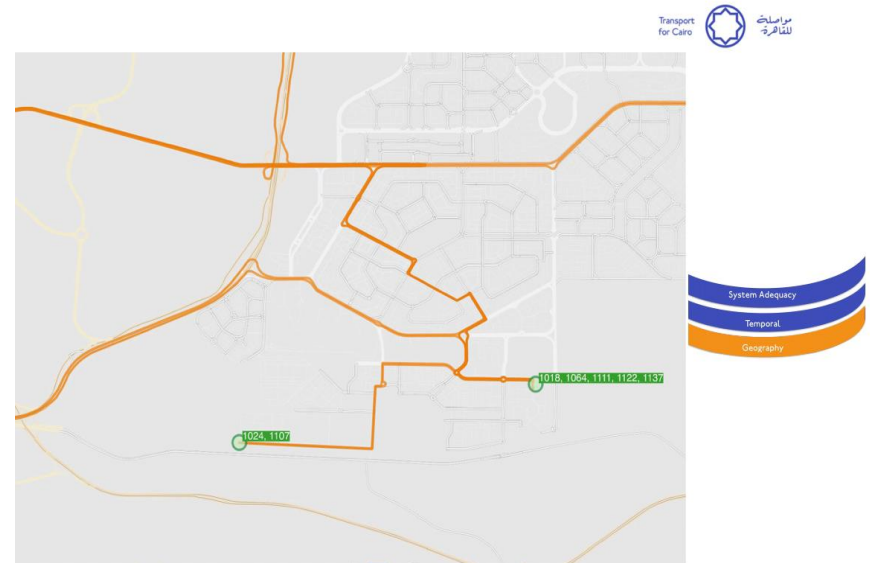 Transport
for Cairo
مواصلة
للقاهرة
System Adequacy
Temporal
Geography
1018, 1064, 1111, 1122, 1137
1024, 1107